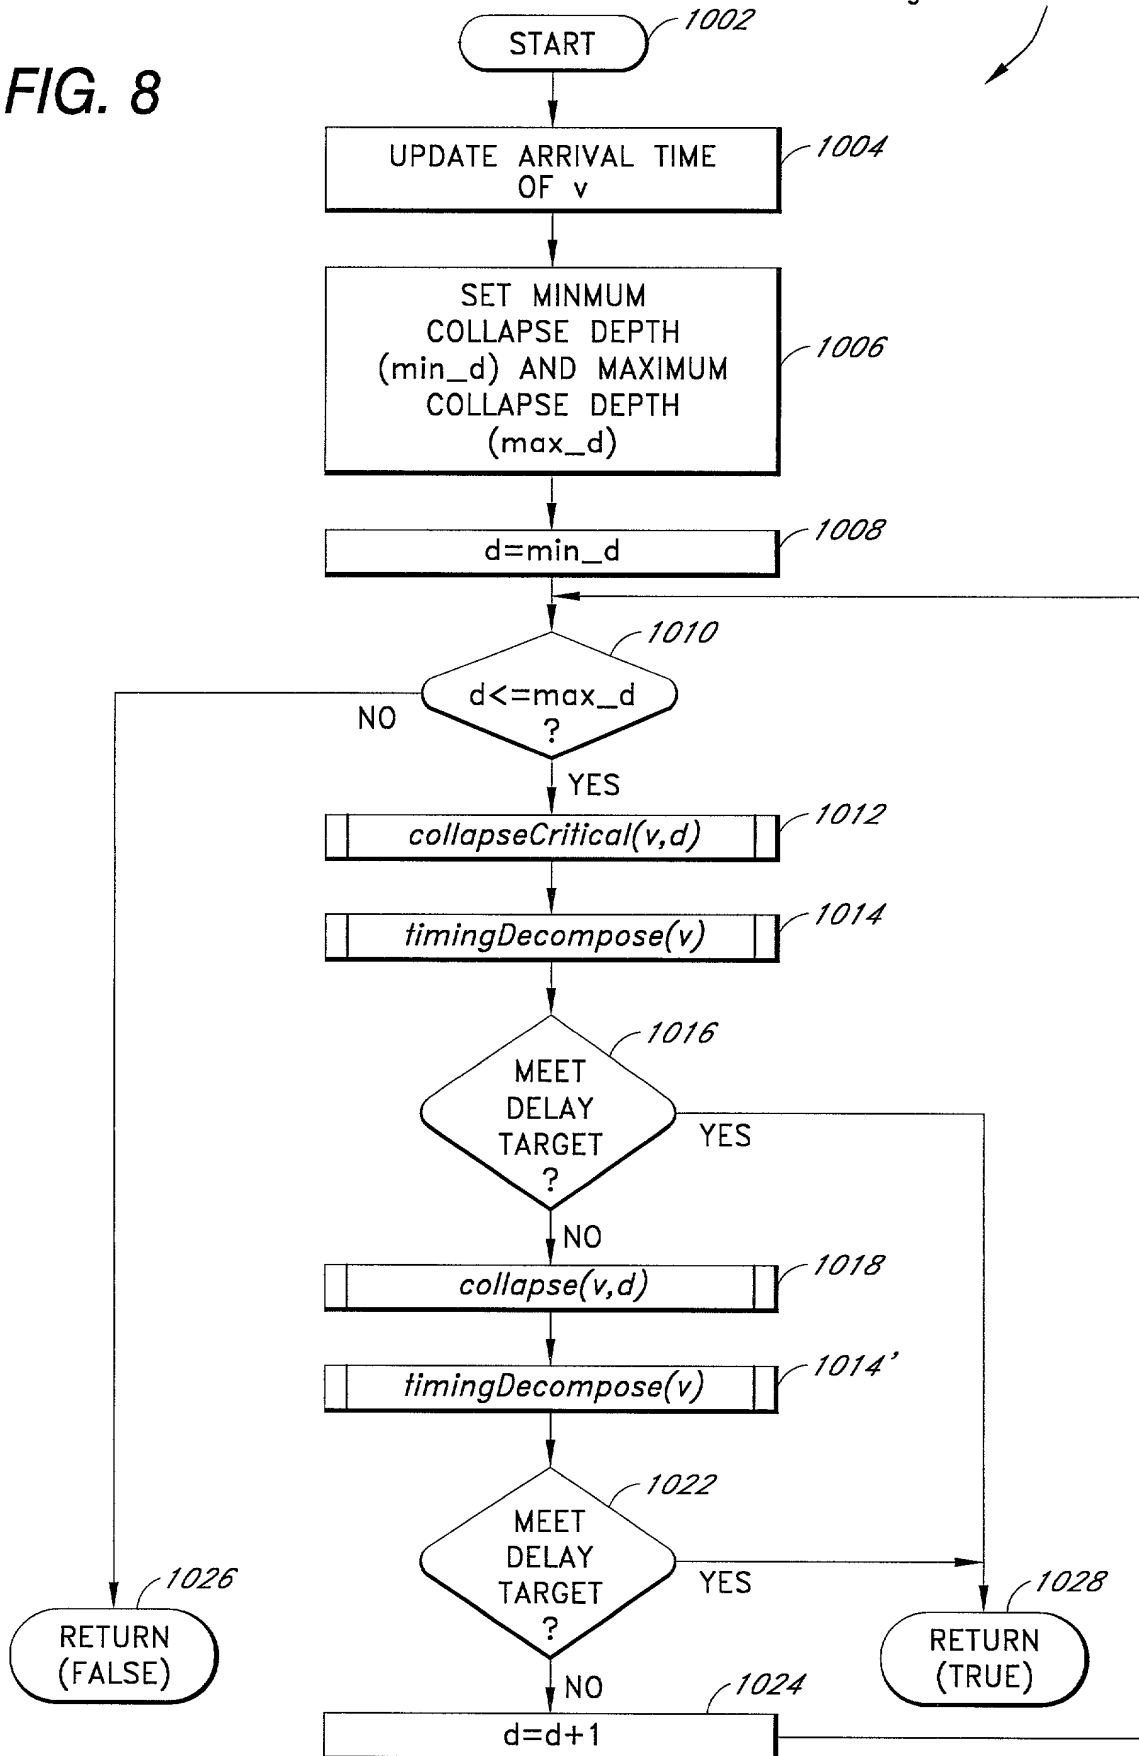 FIG. 8
START
1002
UPDATE ARRIVAL TIME
OF v
1004
SET MINMUM
COLLAPSE DEPTH
(min_d) AND MAXIMUM
COLLAPSE DEPTH
(max_d)
1006
d=min_d
1008
d<=max_d
?
1010
NO
YES
collapseCritical(v,d)
1012
timingDecompose(v)
1014
MEET
DELAY
TARGET
?
1016
YES
NO
collapse(v,d)
1018
timingDecompose(v)
1014'
MEET
DELAY
TARGET
?
1022
YES
NO
RETURN
(FALSE)
1026
RETURN
(TRUE)
1028
d=d+1
1024